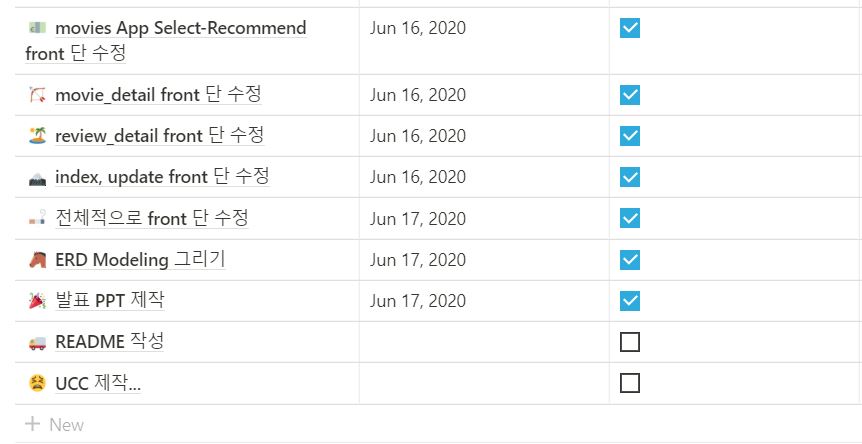 movies App Select-Recommend
front 단 수정
Jun 16, 2020
movie_detail front 단 수정
Jun 16, 2020
review_detail front 단 수정
Jun 16, 2020
index, update front 단 수정
Jun 16, 2020
전체적으로 front 단 수정
Jun 17, 2020
ERD Modeling 그리기
Jun 17, 2020
발표 PPT 제작
Jun 17, 2020
README 작성
UCC 제작...
New